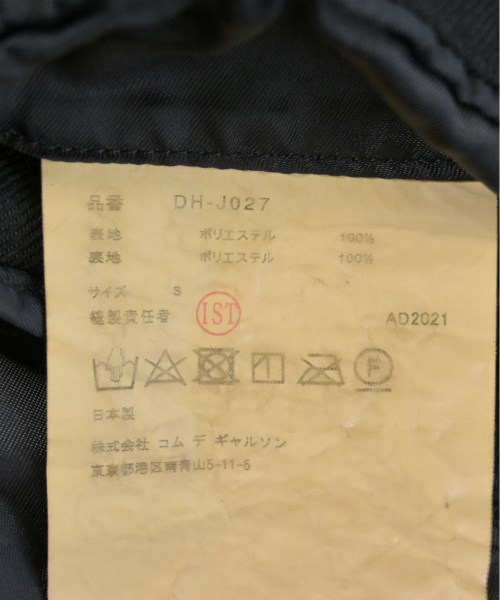 品番 DH-J027
表地 ポリエステル 100%
裏地 ポリエステル 100%
サイズ S
縫製責任者 IST AD2021
F
日本製
株式会社 コム デ ギャルソン
東京都港区南青山5-11-5